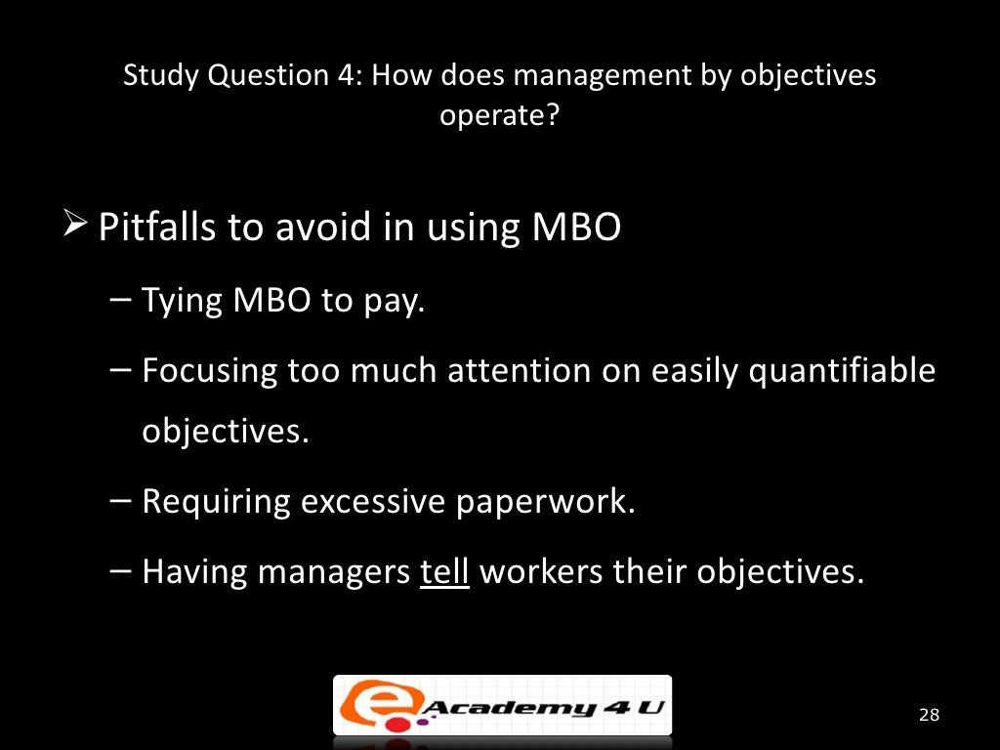 Study Question 4: How does management by objectives
operate?
➢ Pitfalls to avoid in using MBO
– Tying MBO to pay.
– Focusing too much attention on easily quantifiable
objectives.
– Requiring excessive paperwork.
– Having managers tell workers their objectives.
eAcademy 4 U
28